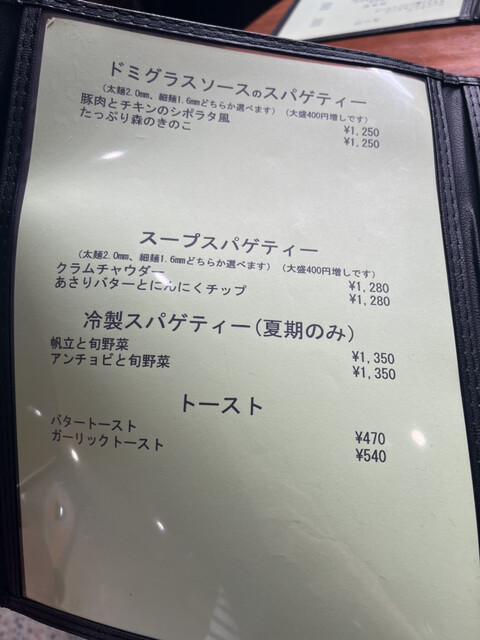 ドミグラスソースのスパゲティー
(太麺2.0mm、細麺1.6mmどちらか選べます) (大盛400円増しです)
豚肉とチキンのシポラタ風 ¥1,250
たっぷり森のきのこ ¥1,250
スープスパゲティー
(太麺2.0mm、細麺1.6mmどちらか選べます) (大盛400円増しです)
クラムチャウダー ¥1,280
あさりバターとにんにくチップ ¥1,280
冷製スパゲティー(夏期のみ)
帆立と旬野菜 ¥1,350
アンチョビと旬野菜 ¥1,350
トースト
バタートースト ¥470
ガーリックトースト ¥540